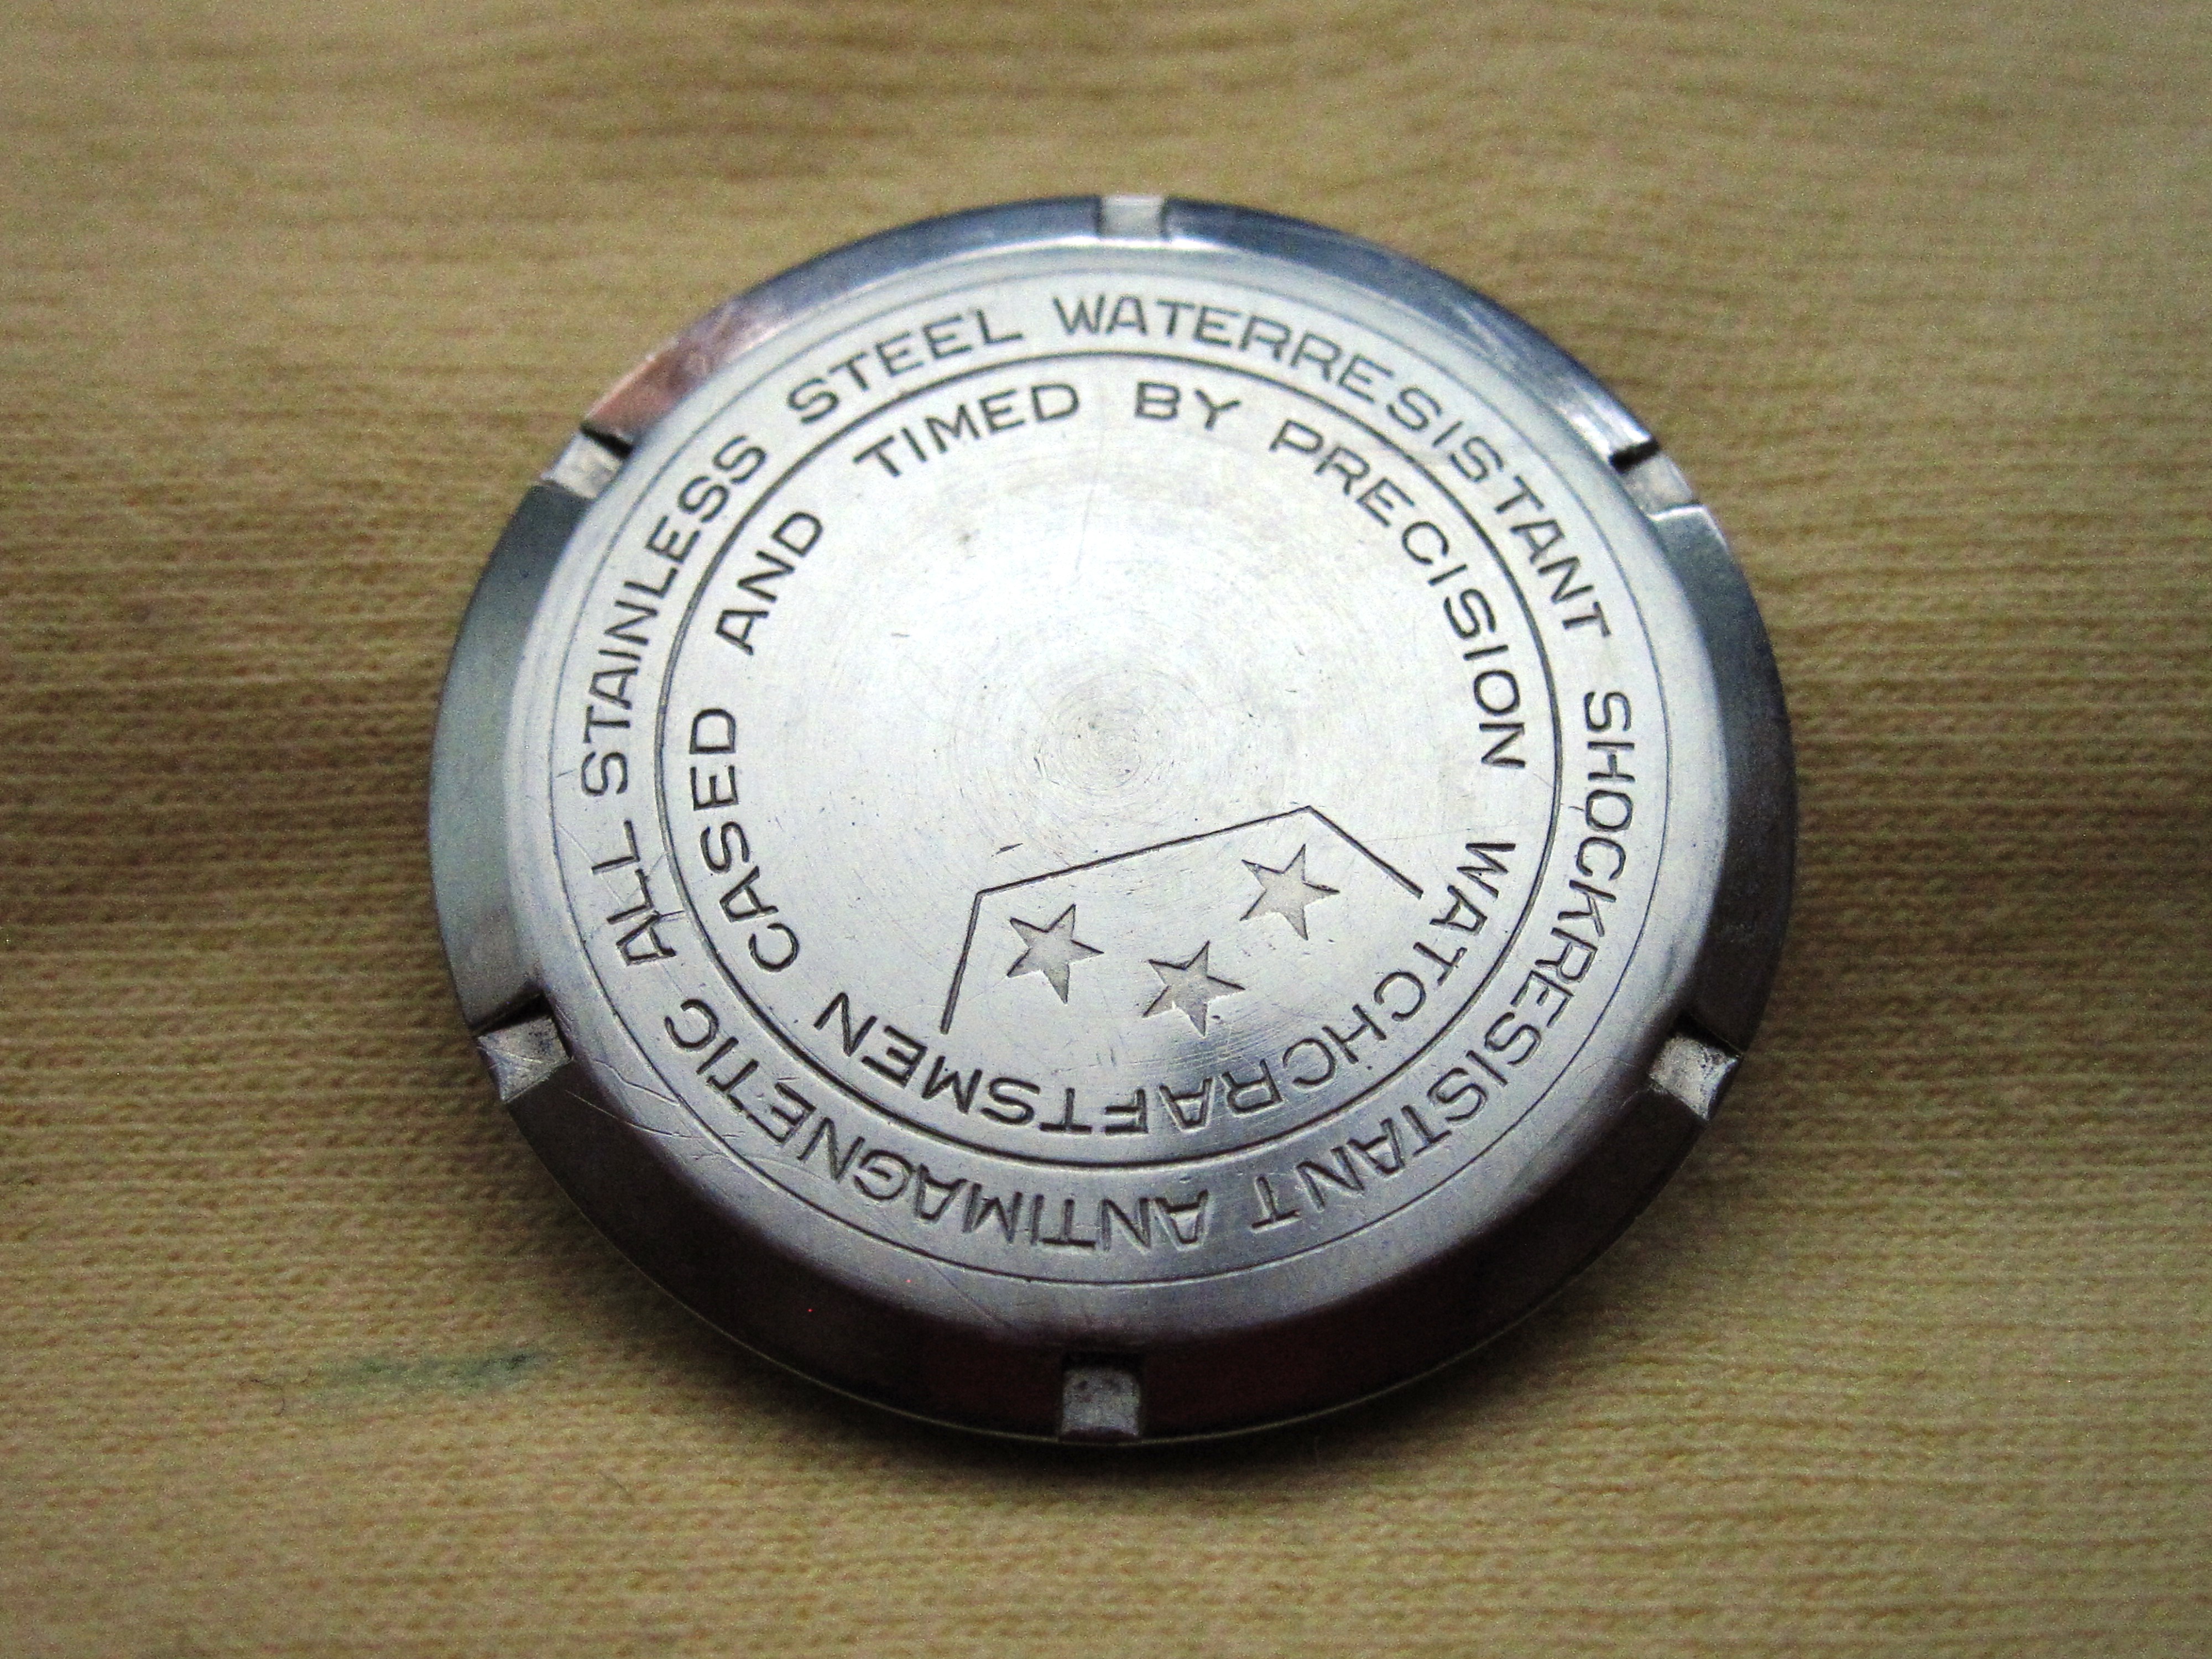 ALL STAINLESS STEEL WATERRESISTANT SHOCKRESISTANT ANTIMAGNETIC
CASED AND TIMED BY PRECISION WATCHCRAFTSMEN